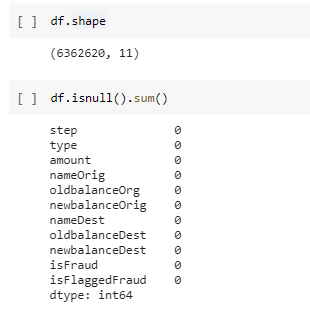 [ ] df.shape
(6362620, 11)
[ ] df.isnull().sum()
step 0
type 0
amount 0
nameOrig 0
oldbalanceOrg 0
newbalanceOrig 0
nameDest 0
oldbalanceDest 0
newbalanceDest 0
isFraud 0
isFlaggedFraud 0
dtype: int64